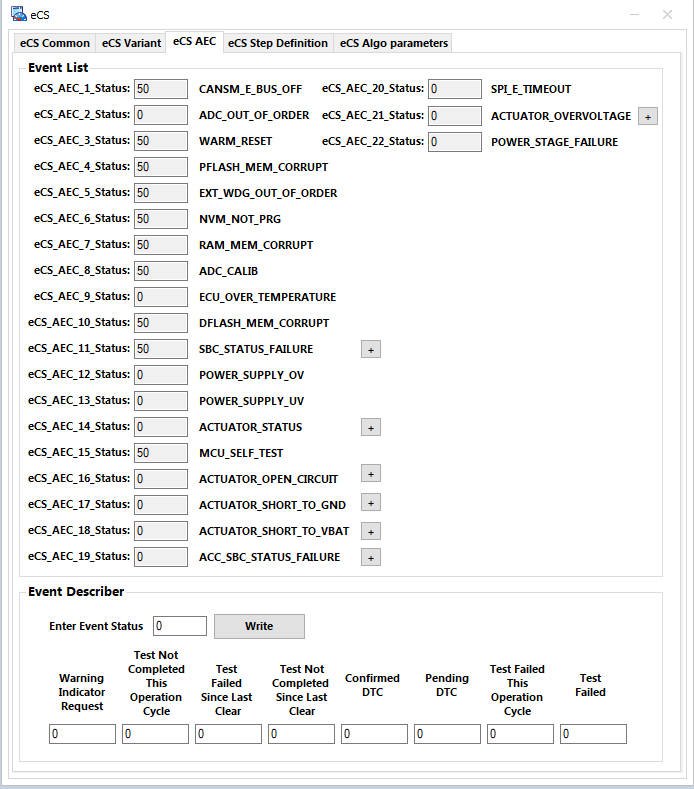 eCS
eCS Common eCS Variant eCS AEC eCS Step Definition eCS Algo parameters
Event List
eCS_AEC_1_Status: 50 CANSM_E_BUS_OFF eCS_AEC_20_Status: 0 SPI_E_TIMEOUT
eCS_AEC_2_Status: 0 ADC_OUT_OF_ORDER eCS_AEC_21_Status: 0 ACTUATOR_OVERVOLTAGE +
eCS_AEC_3_Status: 50 WARM_RESET eCS_AEC_22_Status: 0 POWER_STAGE_FAILURE
eCS_AEC_4_Status: 50 PFLASH_MEM_CORRUPT
eCS_AEC_5_Status: 50 EXT_WDG_OUT_OF_ORDER
eCS_AEC_6_Status: 50 NVM_NOT_PRG
eCS_AEC_7_Status: 50 RAM_MEM_CORRUPT
eCS_AEC_8_Status: 50 ADC_CALIB
eCS_AEC_9_Status: 0 ECU_OVER_TEMPERATURE
eCS_AEC_10_Status: 50 DFLASH_MEM_CORRUPT
eCS_AEC_11_Status: 50 SBC_STATUS_FAILURE +
eCS_AEC_12_Status: 0 POWER_SUPPLY_OV
eCS_AEC_13_Status: 0 POWER_SUPPLY_UV
eCS_AEC_14_Status: 0 ACTUATOR_STATUS +
eCS_AEC_15_Status: 50 MCU_SELF_TEST
eCS_AEC_16_Status: 0 ACTUATOR_OPEN_CIRCUIT +
eCS_AEC_17_Status: 0 ACTUATOR_SHORT_TO_GND +
eCS_AEC_18_Status: 0 ACTUATOR_SHORT_TO_VBAT +
eCS_AEC_19_Status: 0 ACC_SBC_STATUS_FAILURE +
Event Describer
Enter Event Status 0 Write
Warning
Indicator
Request
Test Not
Completed
This
Operation
Cycle
Test
Failed
Since Last
Clear
Test Not
Completed
Since Last
Clear
Confirmed
DTC
Pending
DTC
Test Failed
This
Operation
Cycle
Test
Failed
0 0 0 0 0 0 0 0